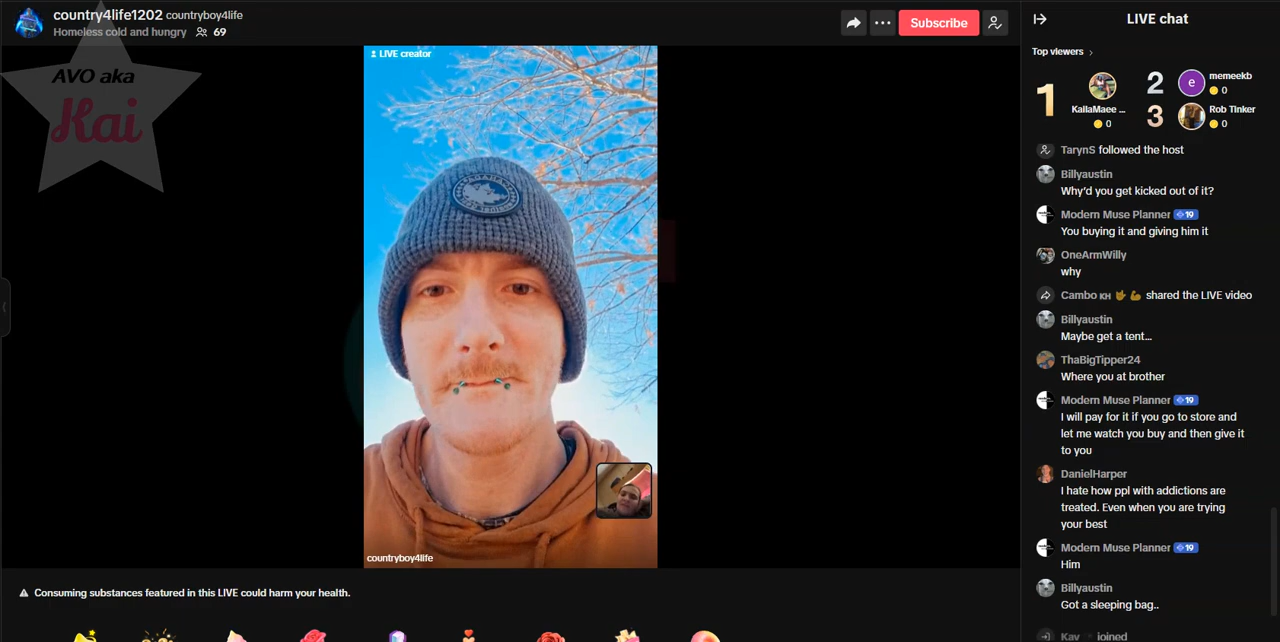 country4life1202 countryboy4life
Homeless cold and hungry 69
Subscribe
AVO aka
Kai
LIVE creator
countryboy4life
Consuming substances featured in this LIVE could harm your health.
LIVE chat
Top viewers
1
KallaMaee ...
0
2
e
memeekb
0
3
Rob Tinker
0
TarynS followed the host
Billyaustin
Why'd you get kicked out of it?
Modern Muse Planner 19
You buying it and giving him it
OneArmWilly
why
Cambo KH 🤟 💪 shared the LIVE video
Billyaustin
Maybe get a tent...
ThaBigTipper24
Where you at brother
Modern Muse Planner 19
I will pay for it if you go to store and
let me watch you buy and then give it
to you
DanielHarper
I hate how ppl with addictions are
treated. Even when you are trying
your best
Modern Muse Planner 19
Him
Billyaustin
Got a sleeping bag..
Kay joined